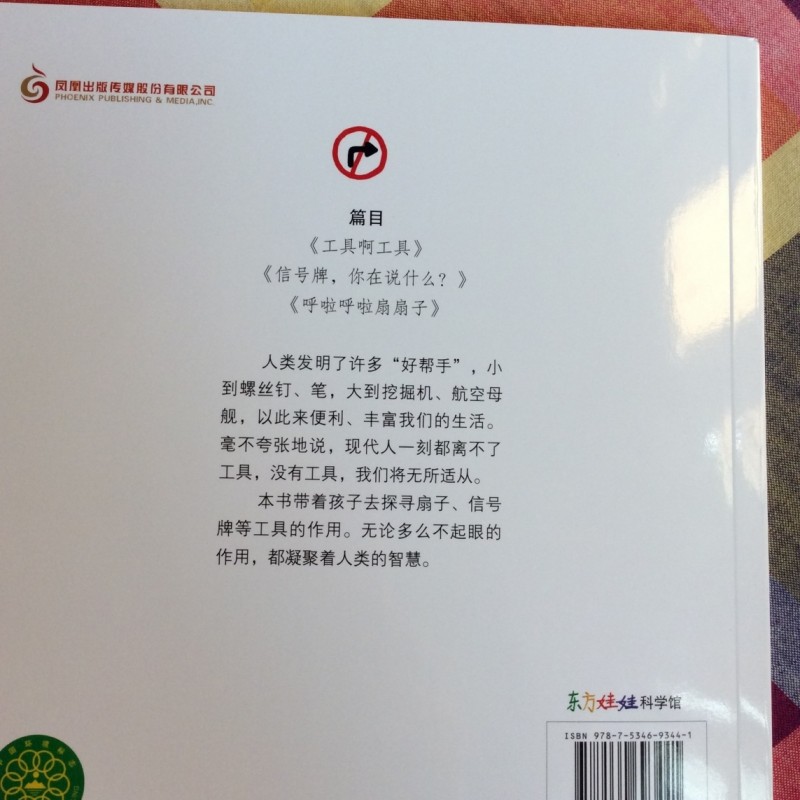 凤凰出版传媒股份有限公司
PHOENIX PUBLISHING & MEDIA,INC.
篇目
《工具啊工具》
《信号牌，你在说什么？》
《呼啦呼啦扇扇子》
人类发明了许多“好帮手”，小
到螺丝钉、笔，大到挖掘机、航空母
舰，以此来便利、丰富我们的生活。
毫不夸张地说，现代人一刻都离不了
工具，没有工具，我们将无所适从。
本书带着孩子去探寻扇子、信号
牌等工具的作用。无论多么不起眼的
作用，都凝聚着人类的智慧。
东方娃娃科学馆
ISBN 978-7-5346-9344-1